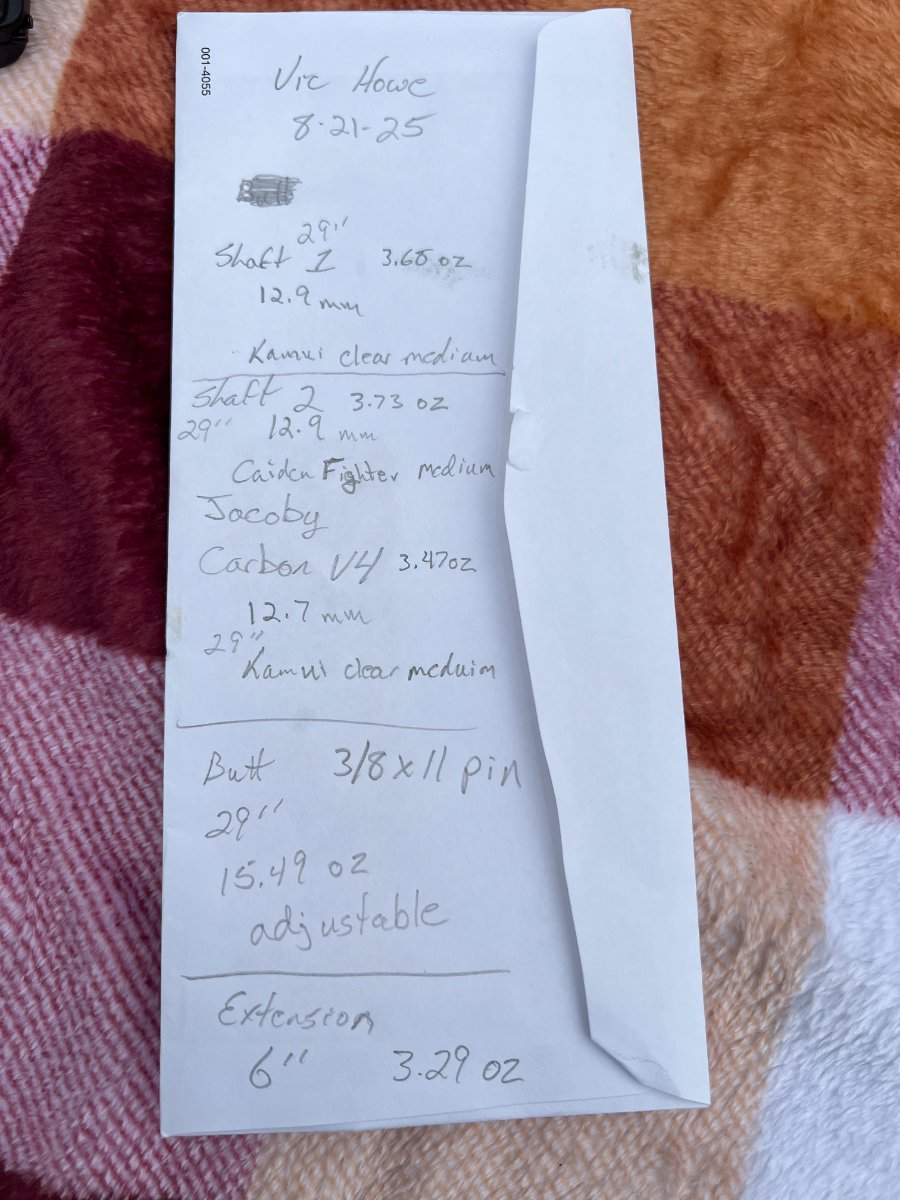 001-4055
Vic Howe
8-21-25
29"
Shaft 1 3.68 oz
12.9 mm
Kamui clear medium
Shaft 2 3.73 oz
29" 12.9 mm
Caiden Fighter medium
Jacoby
Carbon V4 3.47oz
12.7 mm
29"
Kamui clear meduim
Butt 3/8 x 11 pin
29"
15.49 oz
adjustable
Extension
6" 3.29 oz